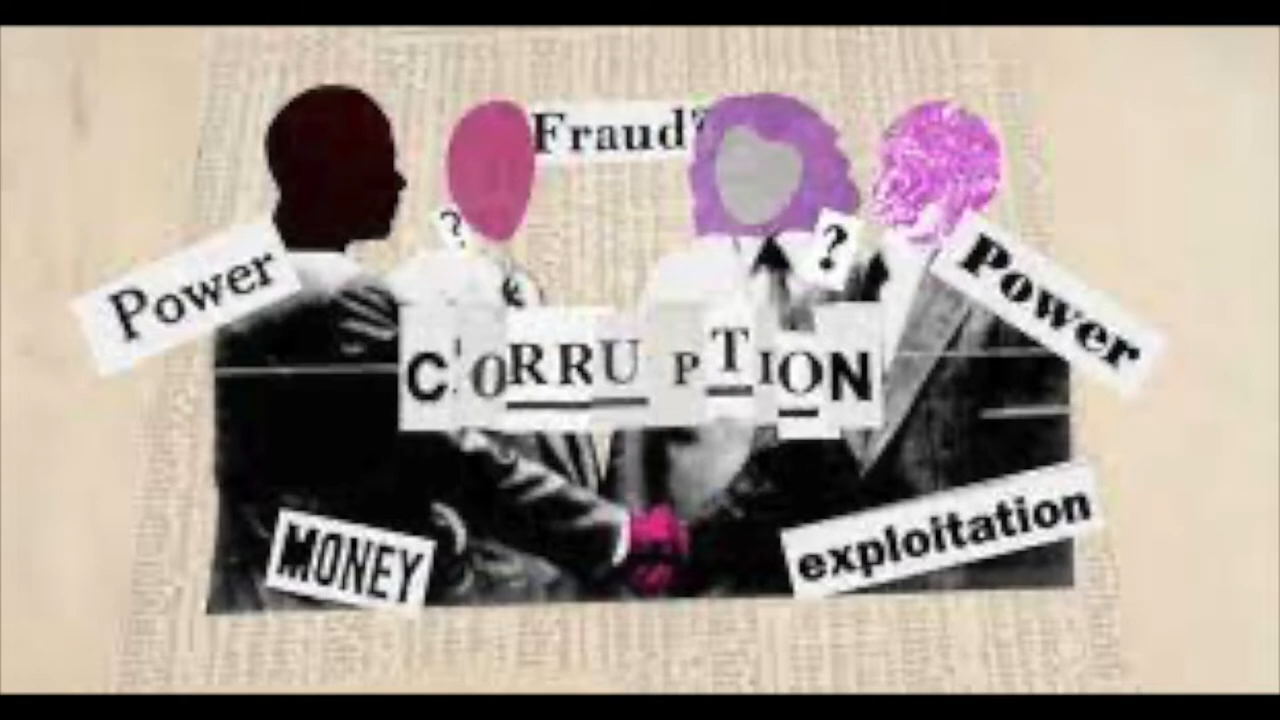 Fraud?
?
?
Power
Power
CORRUPTION
MONEY
exploitation